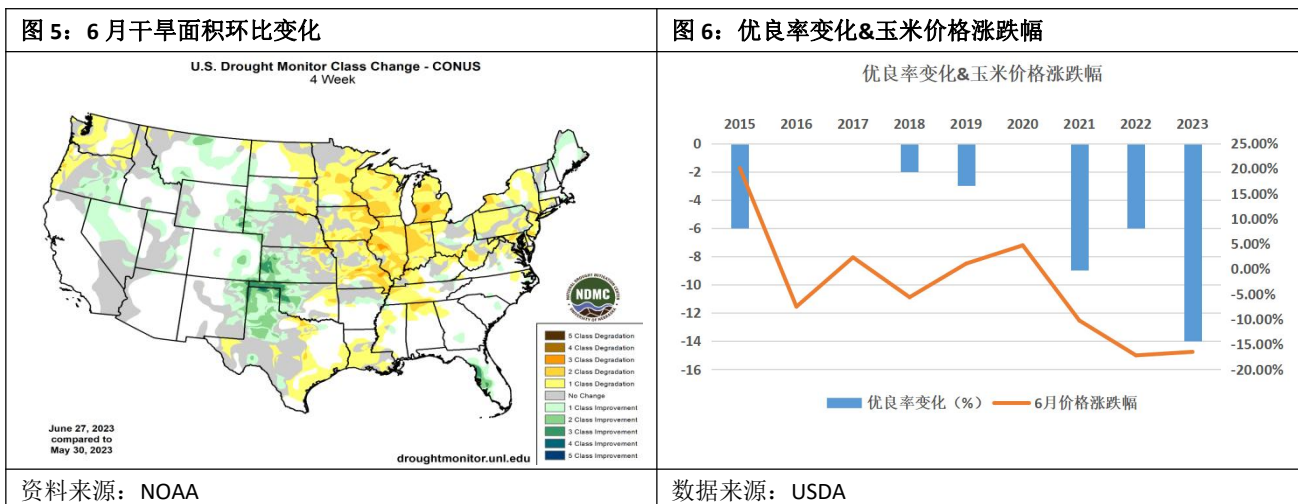 图 5：6 月干旱面积环比变化
图 6：优良率变化&玉米价格涨跌幅
U.S. Drought Monitor Class Change - CONUS
4 Week
NDMC
5 Class Degradation
4 Class Degradation
3 Class Degradation
2 Class Degradation
1 Class Degradation
No Change
1 Class Improvement
2 Class Improvement
3 Class Improvement
4 Class Improvement
5 Class Improvement
June 27, 2023
compared to
May 30, 2023
droughtmonitor.unl.edu
优良率变化&玉米价格涨跌幅
2015 2016 2017 2018 2019 2020 2021 2022 2023
0 25.00%
-2 20.00%
15.00%
-4 10.00%
-6 5.00%
-8 0.00%
-10 -5.00%
-12 -10.00%
-14 -15.00%
-16 -20.00%
优良率变化（%） 6月价格涨跌幅
资料来源：NOAA
数据来源：USDA